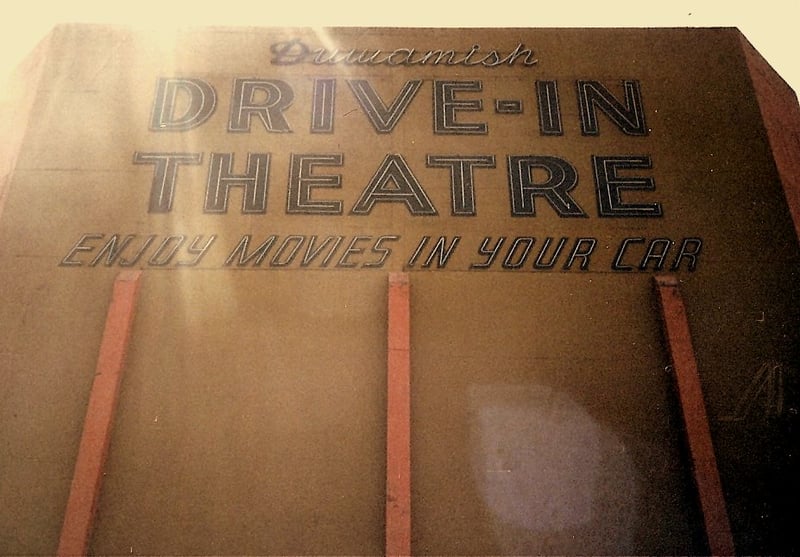 Duwamish
DRIVE-IN
THEATRE
ENJOY MOVIES IN YOUR CAR